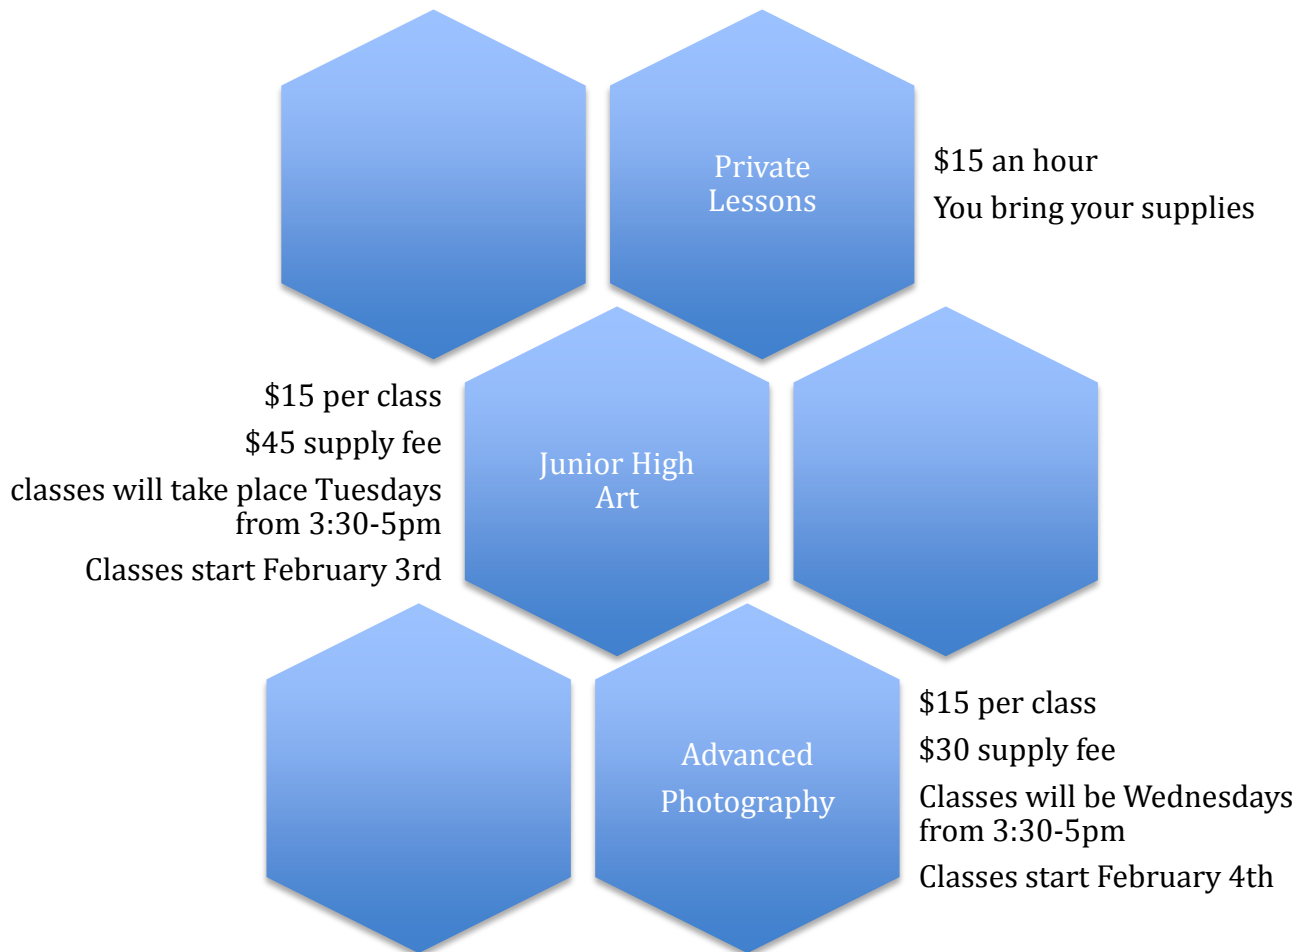 Private
Lessons
$15 an hour
You bring your supplies
$15 per class
$45 supply fee
classes will take place Tuesdays
from 3:30-5pm
Classes start February 3rd
Junior High
Art
Advanced
Photography
$15 per class
$30 supply fee
Classes will be Wednesdays
from 3:30-5pm
Classes start February 4th